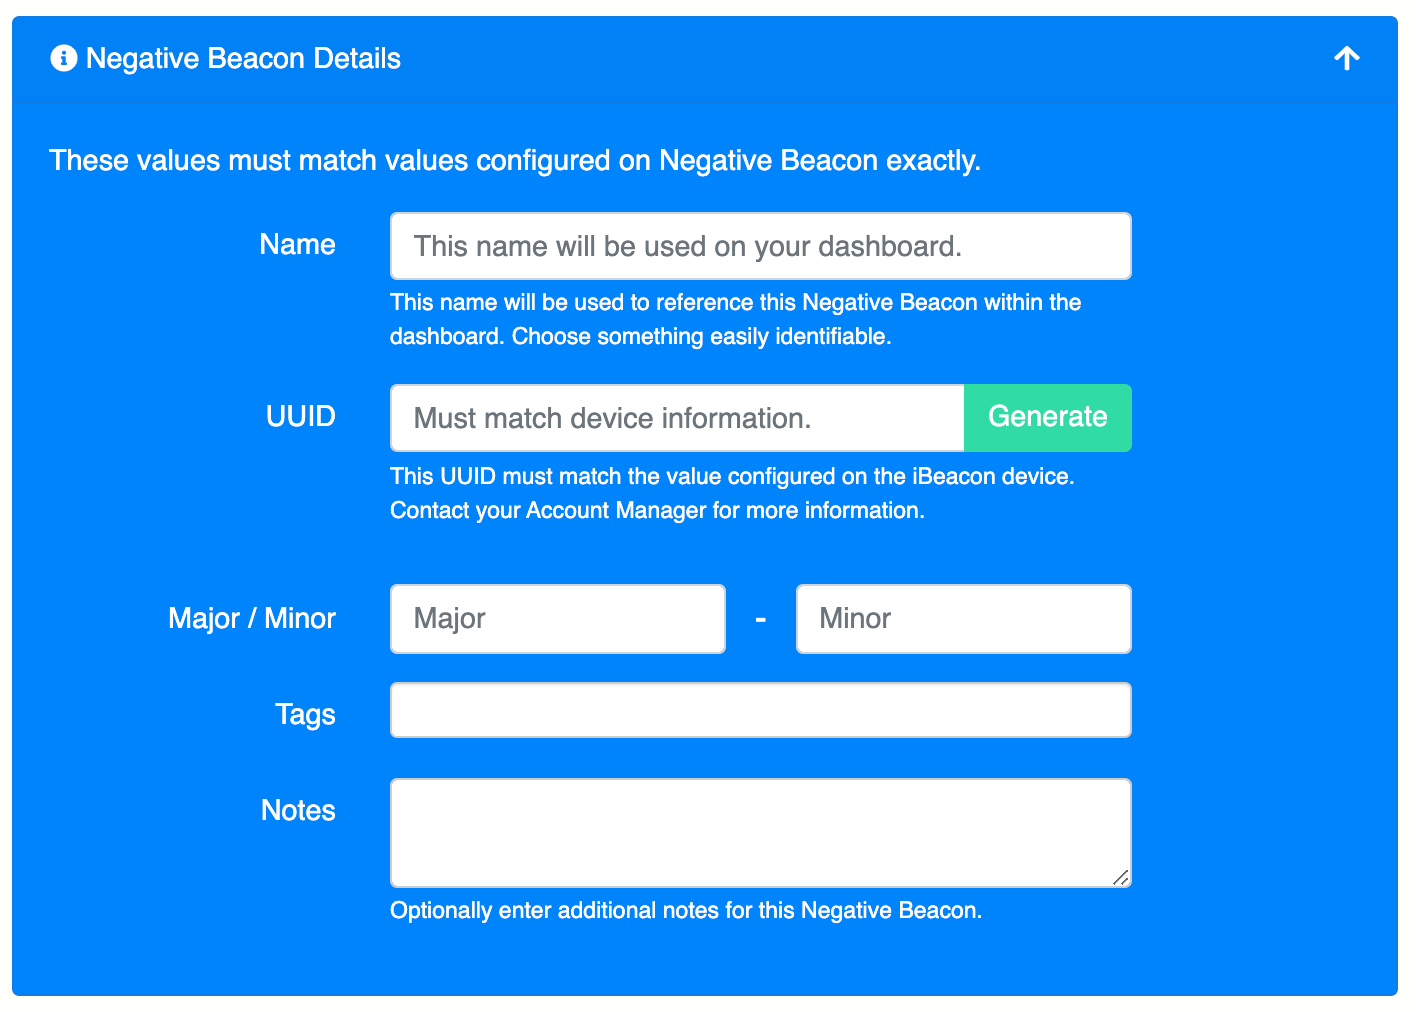 Negative Beacon Details
These values must match values configured on Negative Beacon exactly.
Name
This name will be used on your dashboard.
This name will be used to reference this Negative Beacon within the
dashboard. Choose something easily identifiable.
UUID
Must match device information.
Generate
This UUID must match the value configured on the iBeacon device.
Contact your Account Manager for more information.
Major / Minor
Major
-
Minor
Tags
Notes
Optionally enter additional notes for this Negative Beacon.